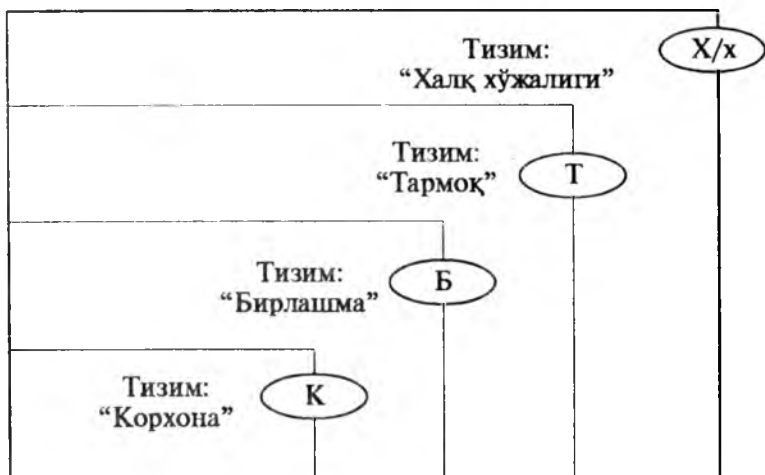 Х/х
Тизим:
“Халқ хўжалиги”
Тизим:
“Тармоқ”
Т
Тизим:
“Бирлашма”
Б
Тизим:
“Корхона”
К